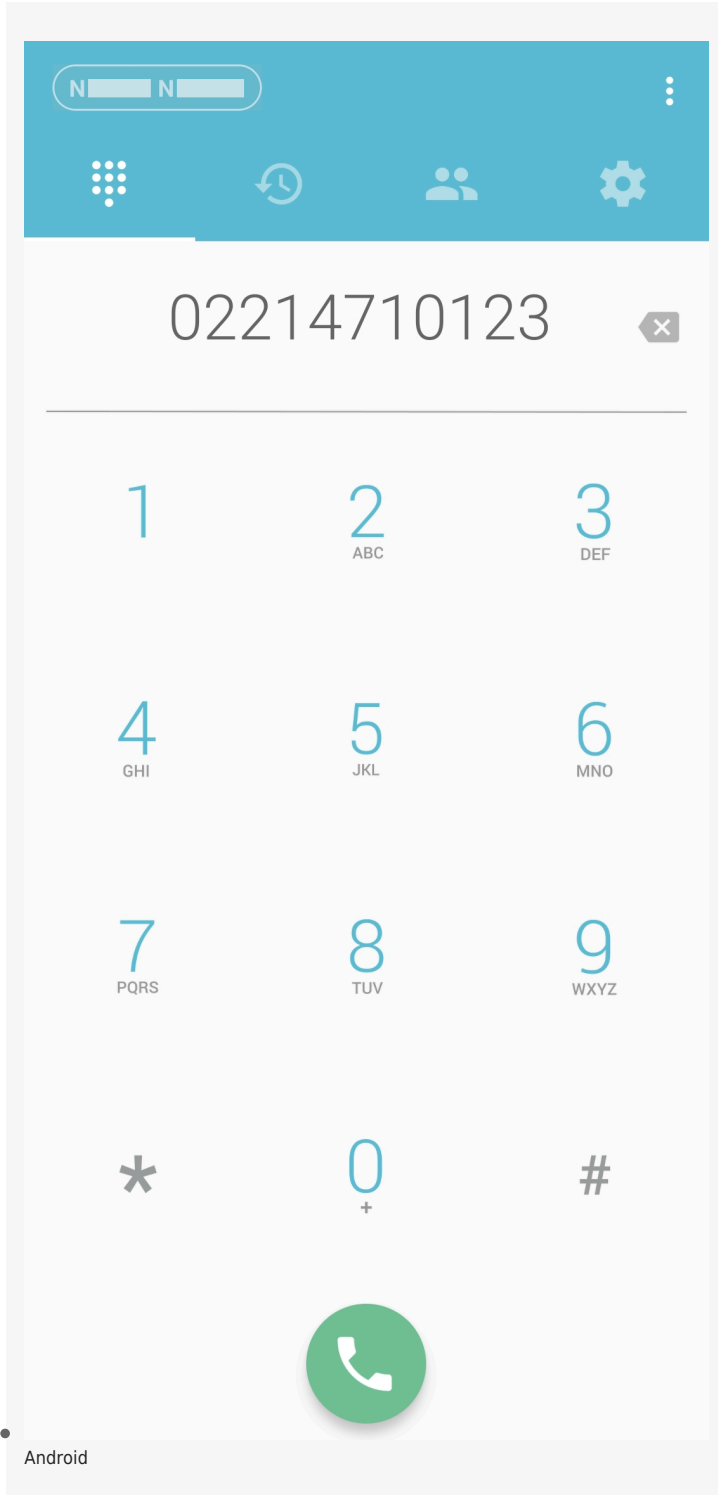 N N
02214710123
1 2 3
ABC DEF
4 5 6
GHI JKL MNO
7 8 9
PQRS TUV WXYZ
* 0 #
+
Android